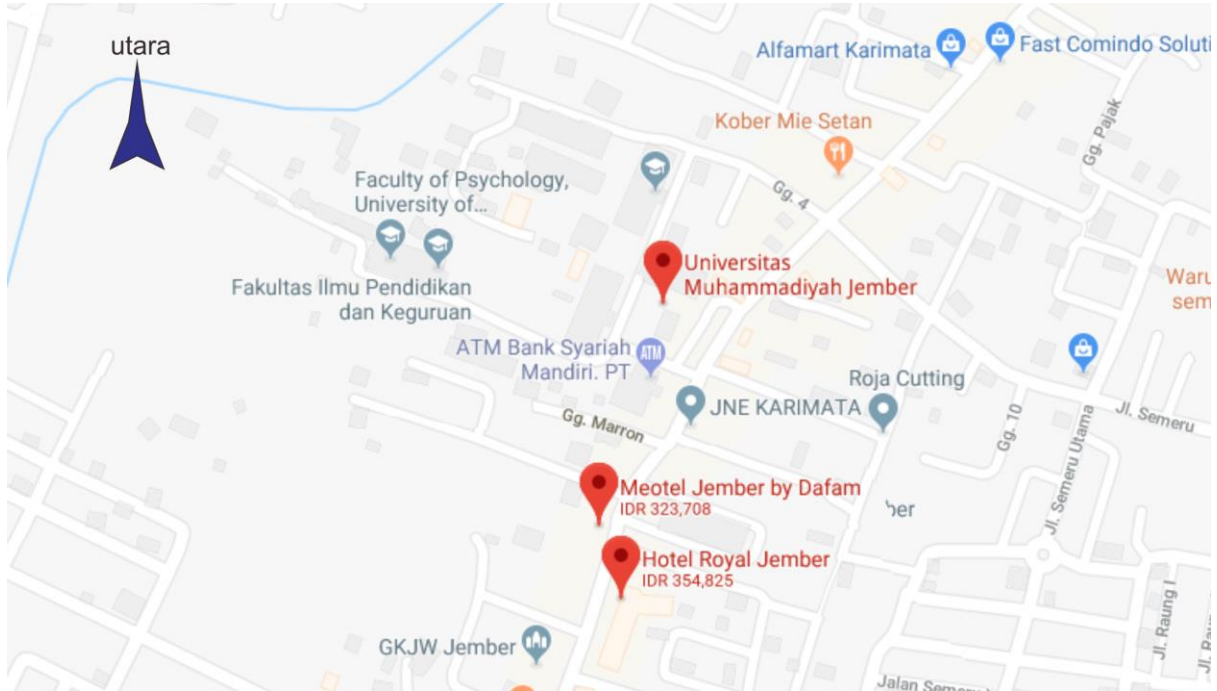 utara
Alfamart Karimata
Fast Comindo Soluti
Gg. Pajak
Kober Mie Setan
Faculty of Psychology,
University of...
Gg. 4
Universitas
Muhammadiyah Jember
Waru
sem
Fakultas Ilmu Pendidikan
dan Keguruan
ATM Bank Syariah
Mandiri. PT
ATM
Roja Cutting
JNE KARIMATA
Gg. Marron
Gg. 10
Jl. Semeru
Jl. Semeru Utama
Meotel Jember by Dafam
IDR 323,708
ber
Hotel Royal Jember
IDR 354,825
GKJW Jember
Jl. Raung I
Jl. Rau
Jalan Semeru